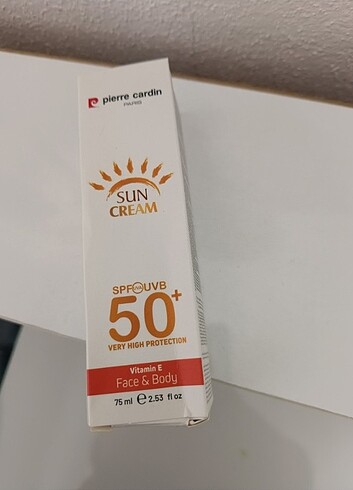 pierre cardin
PARIS
SUN
CREAM
SPF UVA UVB
50+
VERY HIGH PROTECTION
Vitamin E
Face & Body
75 ml ℮ 2.53 fl oz